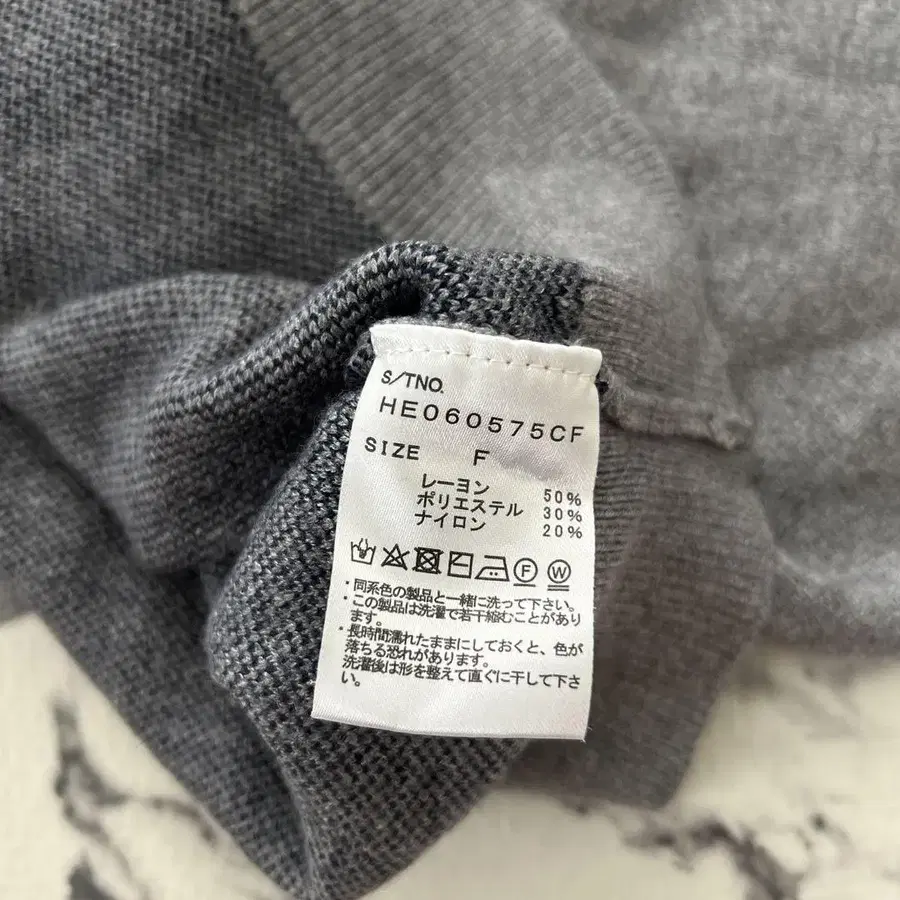 S/TNO.
HE060575CF
SIZE F
レーヨン 50%
ポリエステル 30%
ナイロン 20%
F W
・同系色の製品と一緒に洗って下さい。
・この製品は洗濯で若干縮むことがあり
ます。
・長時間濡れたままにしておくと、色が
落ちる恐れがあります。
洗濯後は形を整えて直ぐに干して下さ
い。